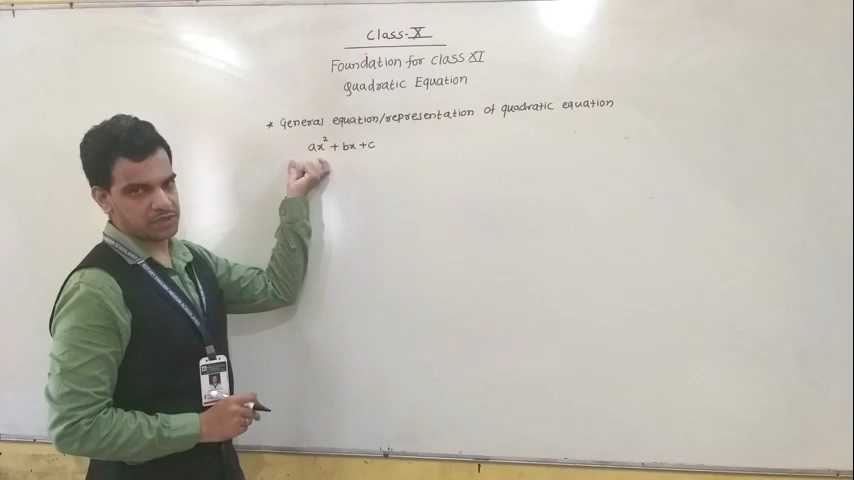 Class-X
Foundation for class XI
Quadratic Equation
* General equation/representation of quadratic equation
ax² + bx + c